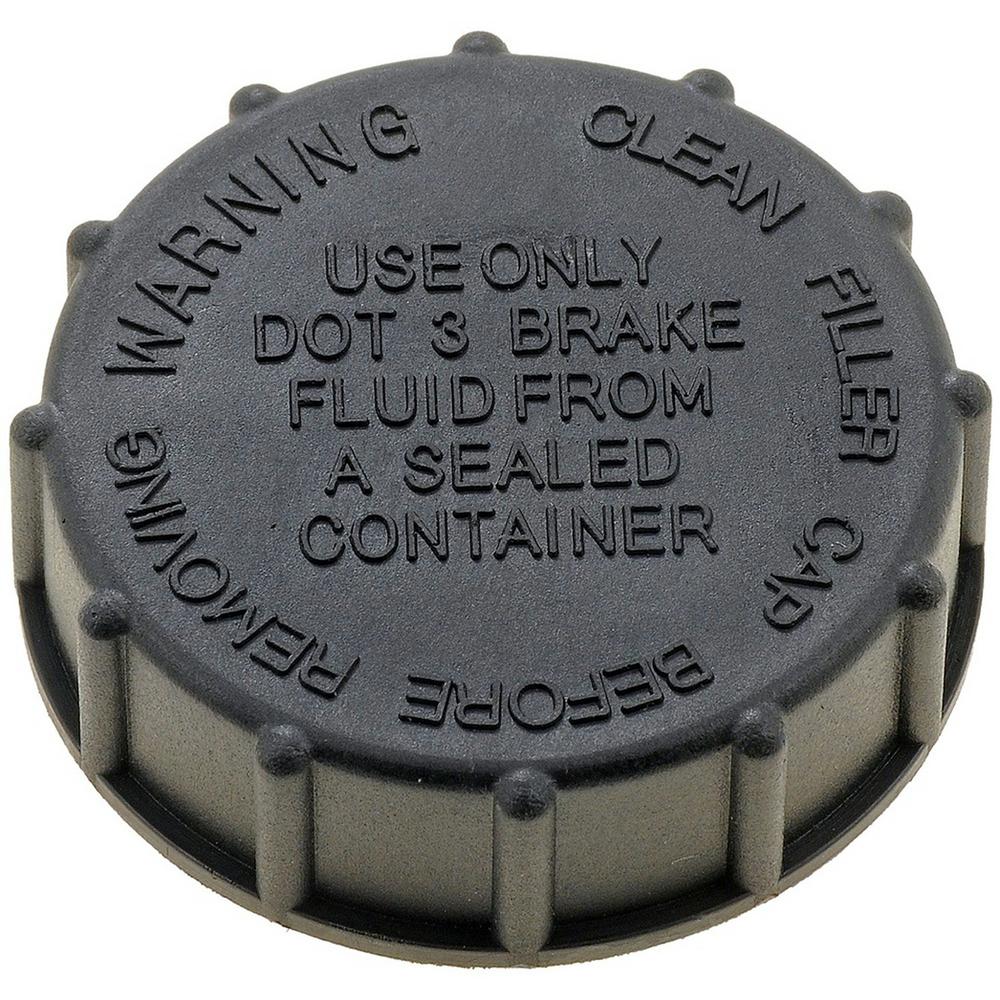 WARNING CLEAN FILLER CAP BEFORE REMOVING
USE ONLY
DOT 3 BRAKE
FLUID FROM
A SEALED
CONTAINER